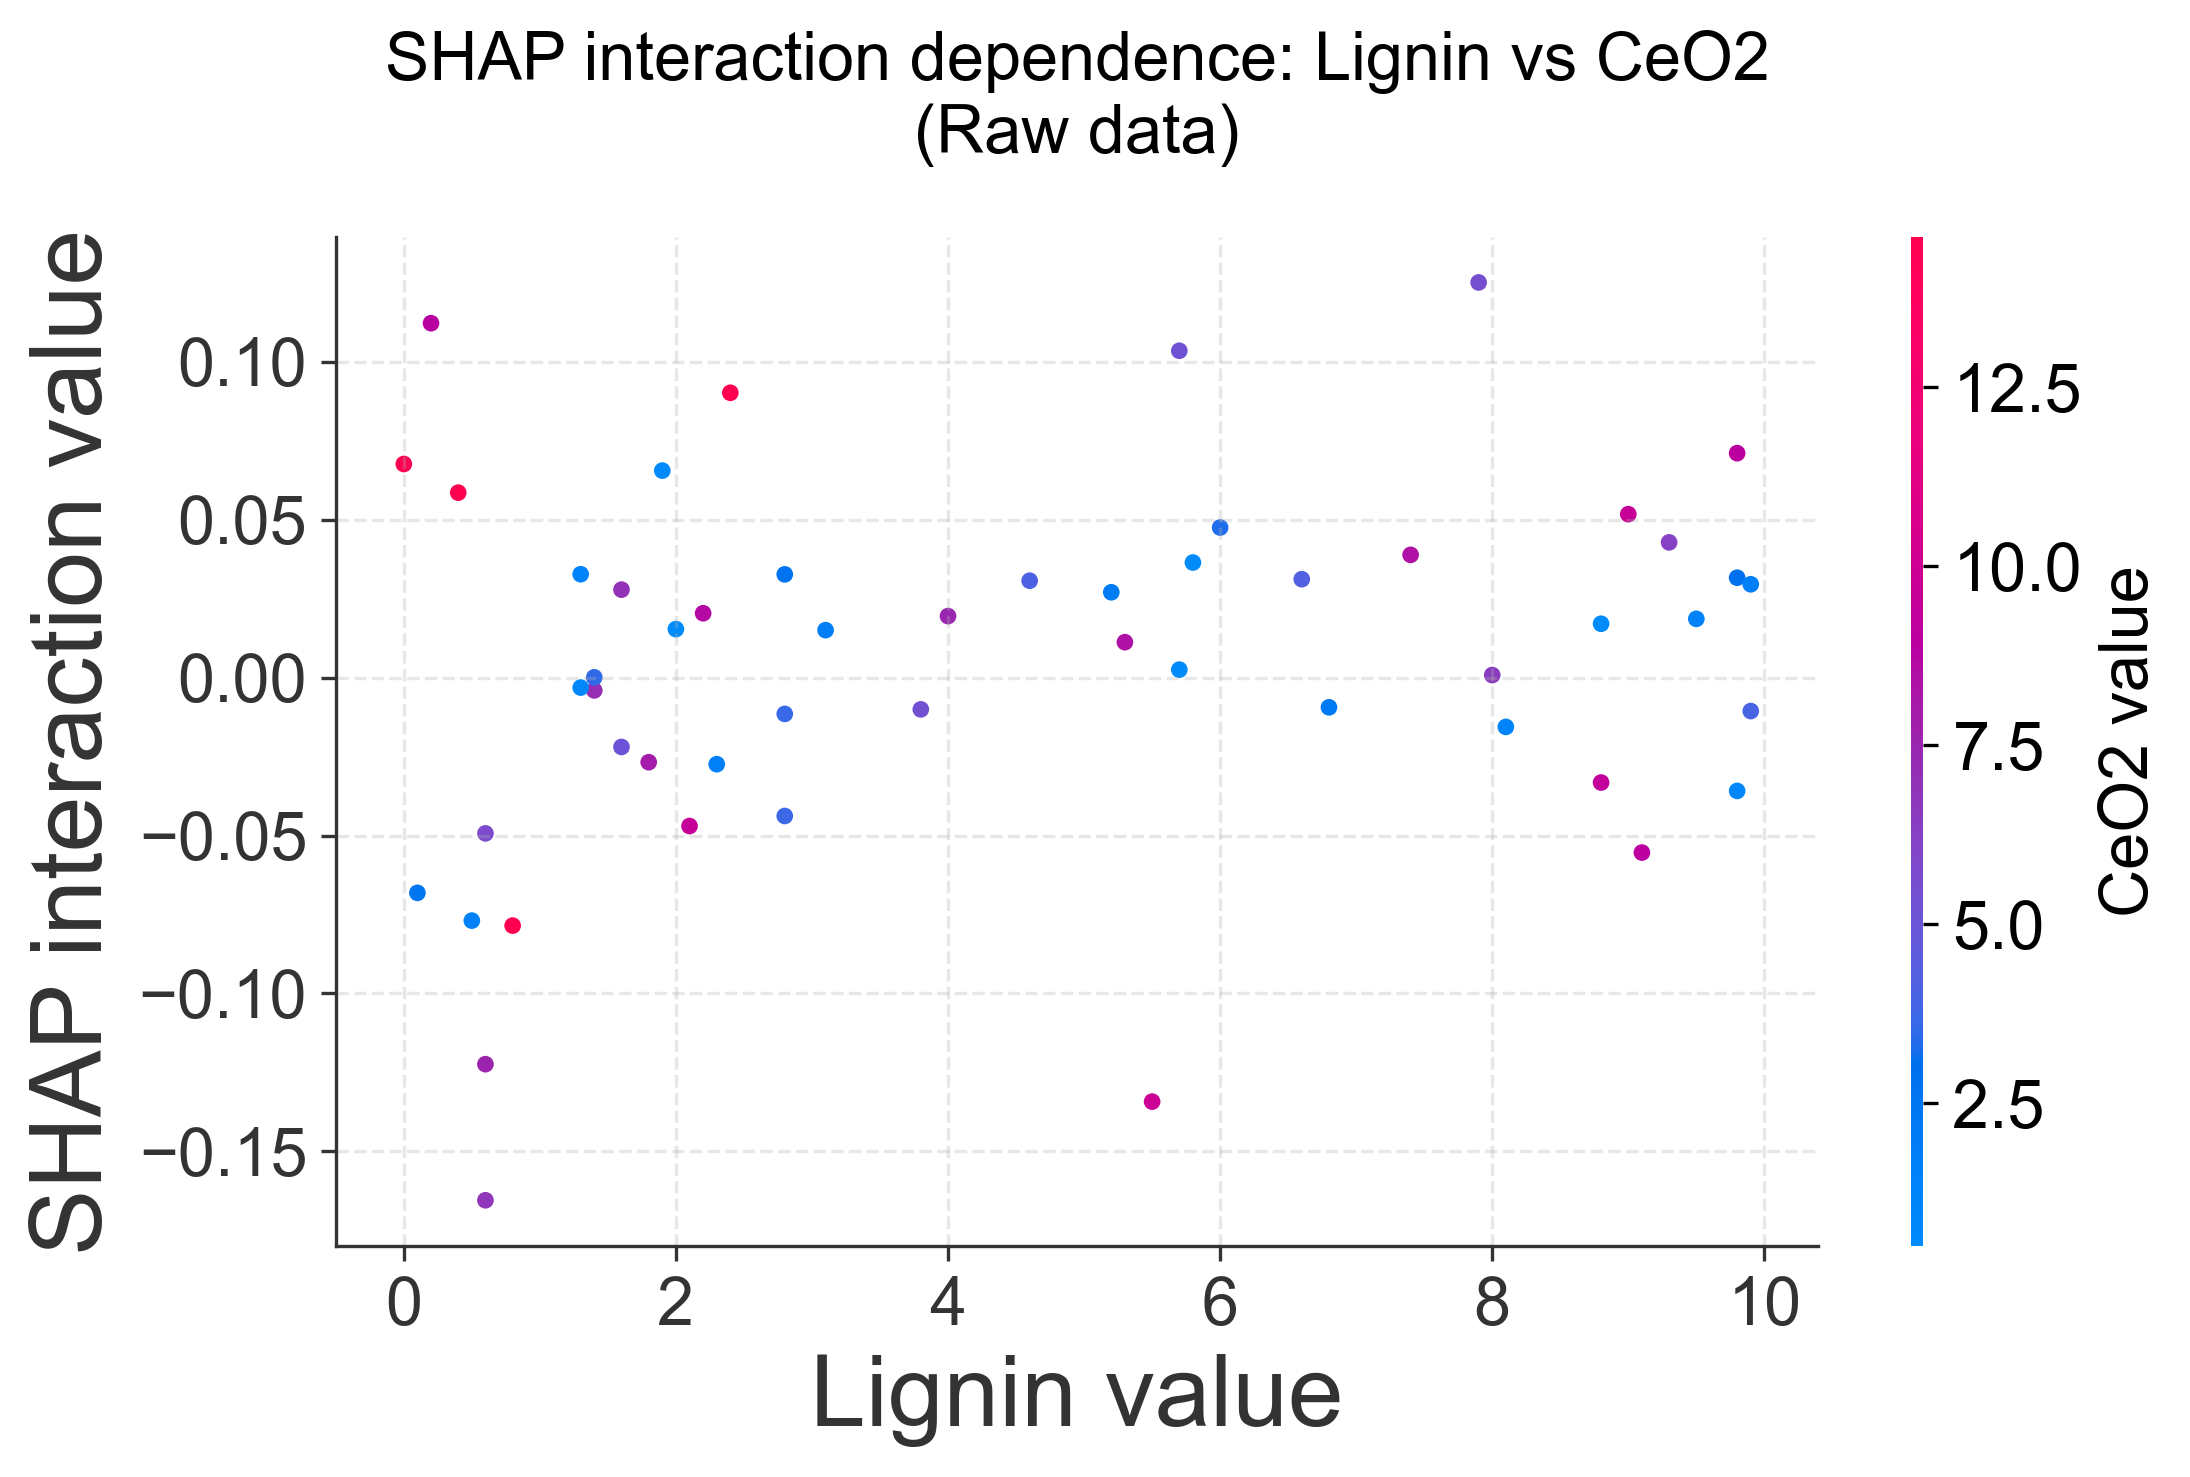 SHAP interaction dependence: Lignin vs CeO2
(Raw data)
SHAP interaction value
0.10
0.05
0.00
−0.05
−0.10
−0.15
0 2 4 6 8 10
Lignin value
12.5
10.0
7.5
5.0
2.5
CeO2 value